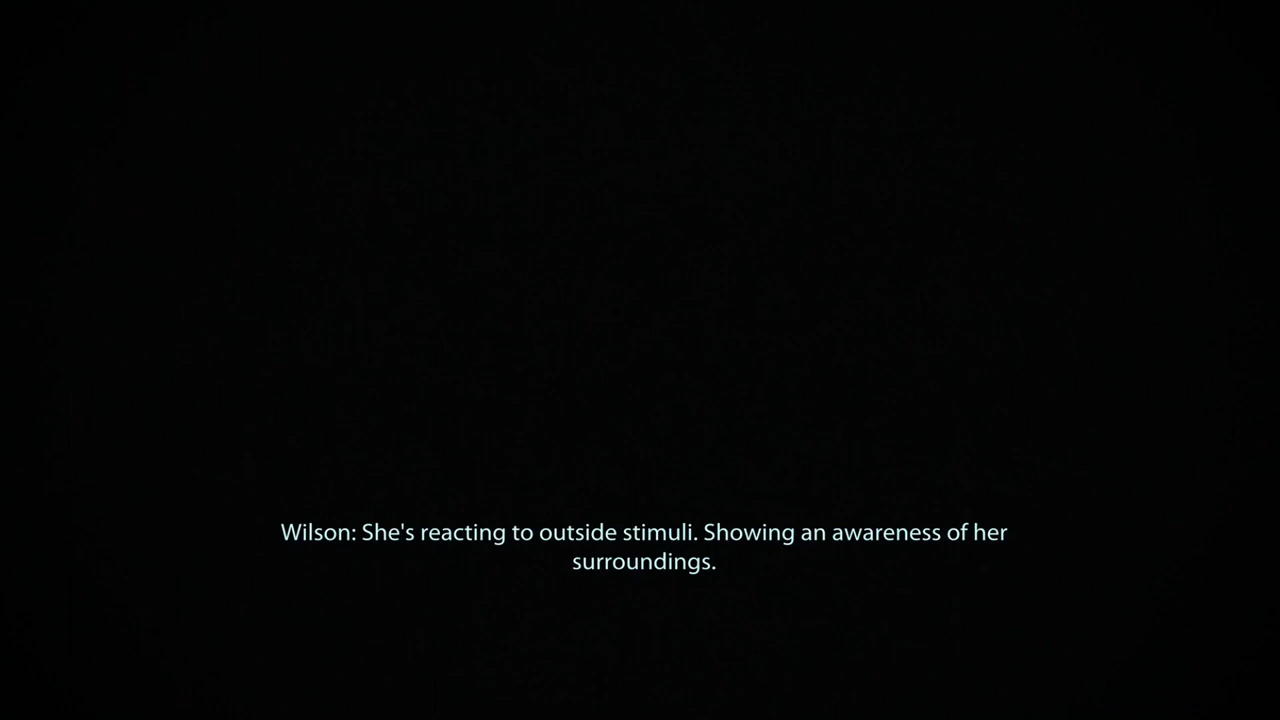 Wilson: She's reacting to outside stimuli. Showing an awareness of her
surroundings.